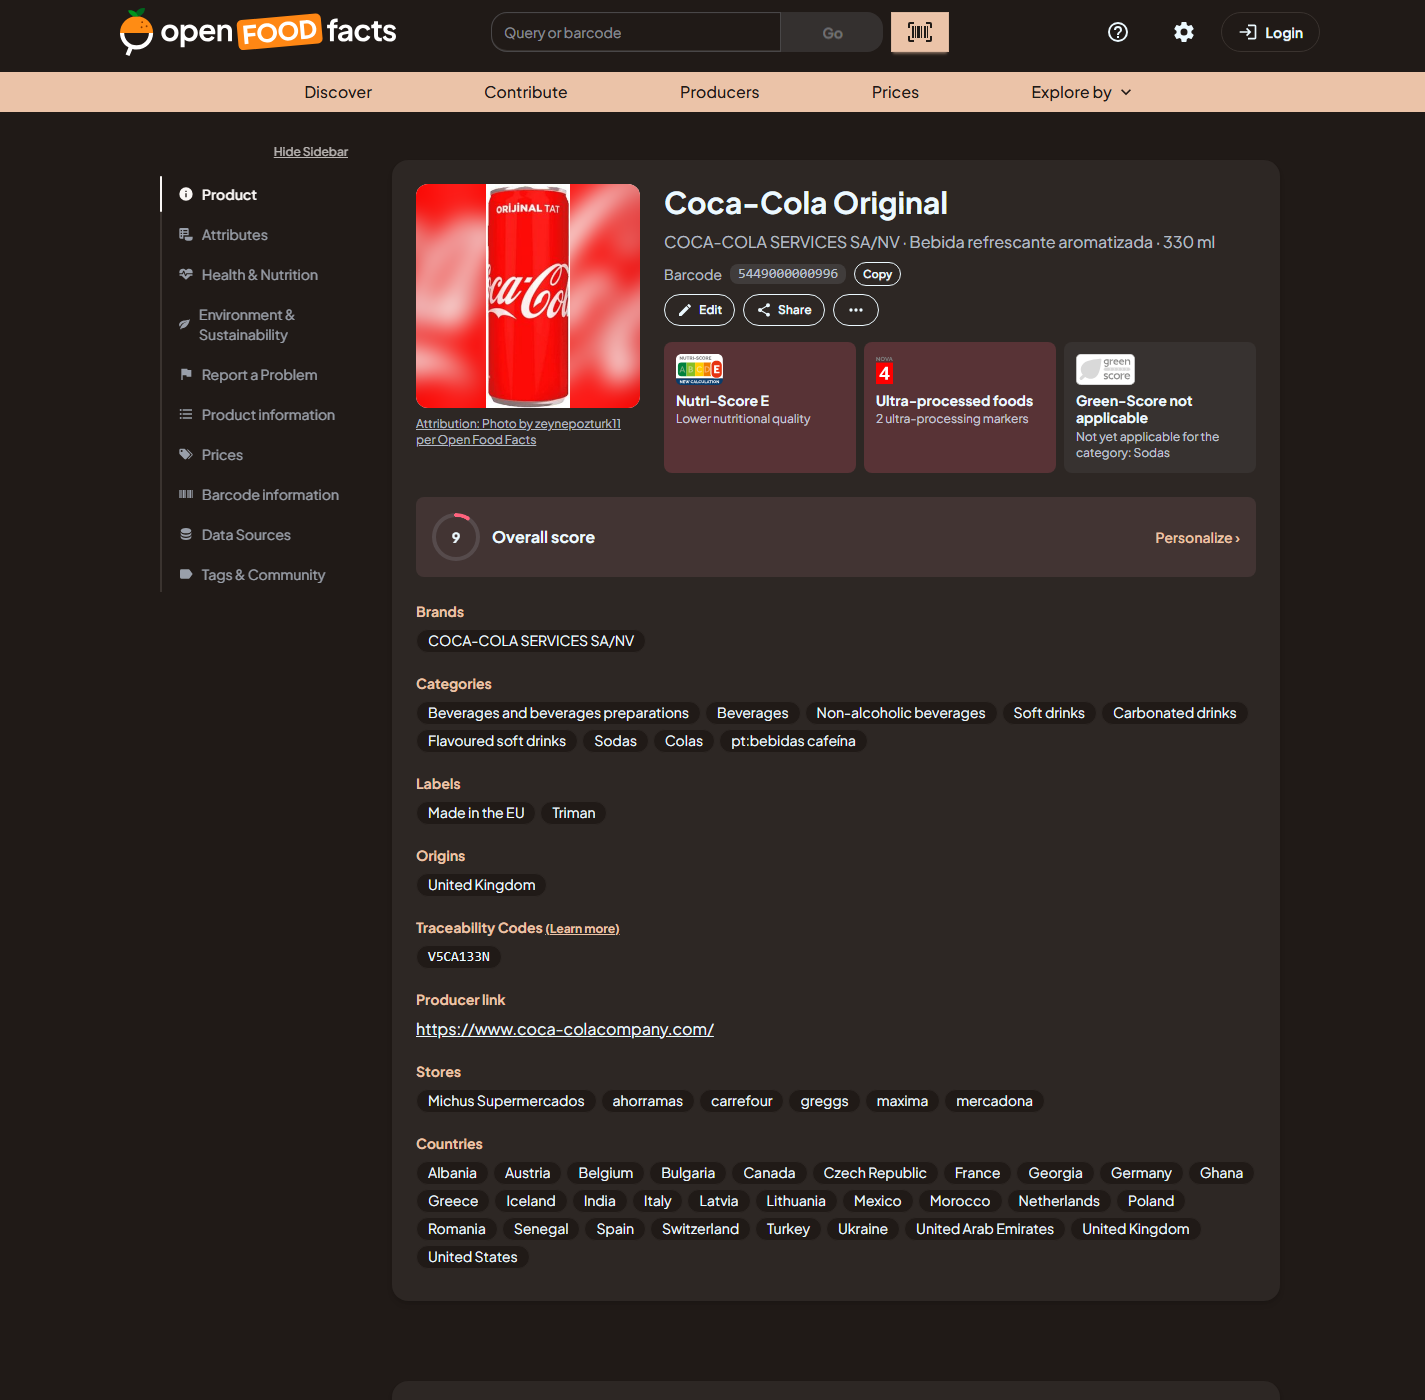 open FOOD facts
Query or barcode
Go
Login
Discover
Contribute
Producers
Prices
Explore by
Hide Sidebar
Product
Attributes
Health & Nutrition
Environment &
Sustainability
Report a Problem
Product information
Prices
Barcode information
Data Sources
Tags & Community
ORİJİNAL TAT
Coca-Cola
Attribution: Photo by zeynepozturk11
per Open Food Facts
Coca-Cola Original
COCA-COLA SERVICES SA/NV · Bebida refrescante aromatizada · 330 ml
Barcode 5449000000996 Copy
Edit Share ···
NUTRI-SCORE
A B C D E
NEW CALCULATION
Nutri-Score E
Lower nutritional quality
NOVA
4
Ultra-processed foods
2 ultra-processing markers
green
score
Green-Score not
applicable
Not yet applicable for the
category: Sodas
9 Overall score Personalize ›
Brands
COCA-COLA SERVICES SA/NV
Categories
Beverages and beverages preparations Beverages Non-alcoholic beverages Soft drinks Carbonated drinks
Flavoured soft drinks Sodas Colas pt:bebidas cafeína
Labels
Made in the EU Triman
Origins
United Kingdom
Traceability Codes (Learn more)
V5CA133N
Producer link
https://www.coca-colacompany.com/
Stores
Michus Supermercados ahorramas carrefour greggs maxima mercadona
Countries
Albania Austria Belgium Bulgaria Canada Czech Republic France Georgia Germany Ghana
Greece Iceland India Italy Latvia Lithuania Mexico Morocco Netherlands Poland
Romania Senegal Spain Switzerland Turkey Ukraine United Arab Emirates United Kingdom
United States